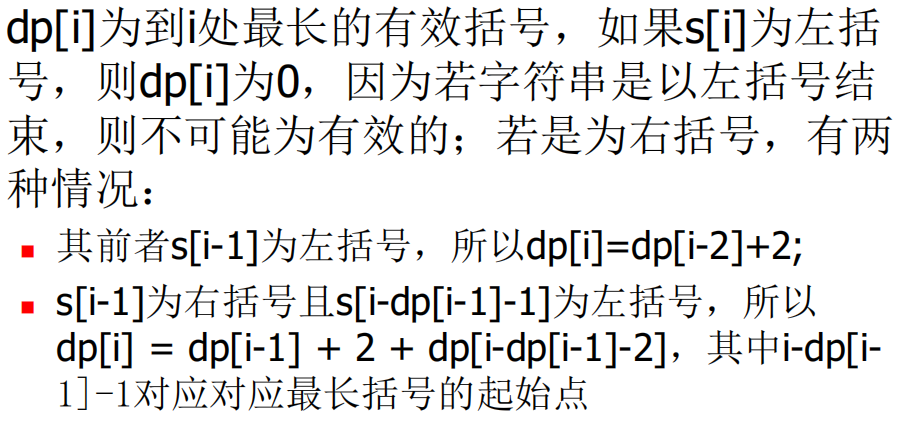 dp[i]为到i处最长的有效括号，如果s[i]为左括
号，则dp[i]为0，因为若字符串是以左括号结
束，则不可能为有效的；若是为右括号，有两
种情况：
■ 其前者s[i-1]为左括号，所以dp[i]=dp[i-2]+2;
■ s[i-1]为右括号且s[i-dp[i-1]-1]为左括号，所以
dp[i] = dp[i-1] + 2 + dp[i-dp[i-1]-2]，其中i-dp[i-
1]-1对应对应最长括号的起始点